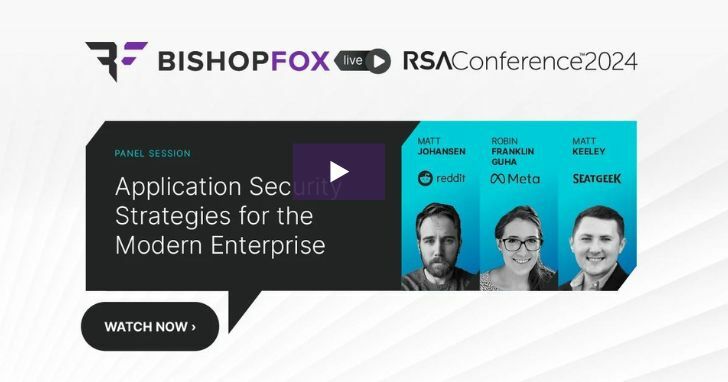 BISHOPFOX live RSAConference™2024
PANEL SESSION
Application Security
Strategies for the
Modern Enterprise
MATT
JOHANSEN
reddit
ROBIN
FRANKLIN
GUHA
Meta
MATT
KEELEY
SEATGEEK
WATCH NOW ›